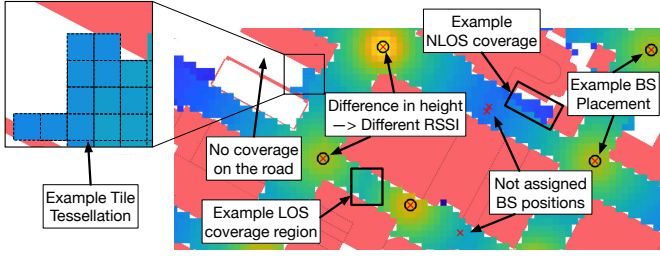 Example
NLOS coverage
Example BS
Placement
Difference in height
—> Different RSSI
No coverage
on the road
Not assigned
BS positions
Example Tile
Tessellation
Example LOS
coverage region